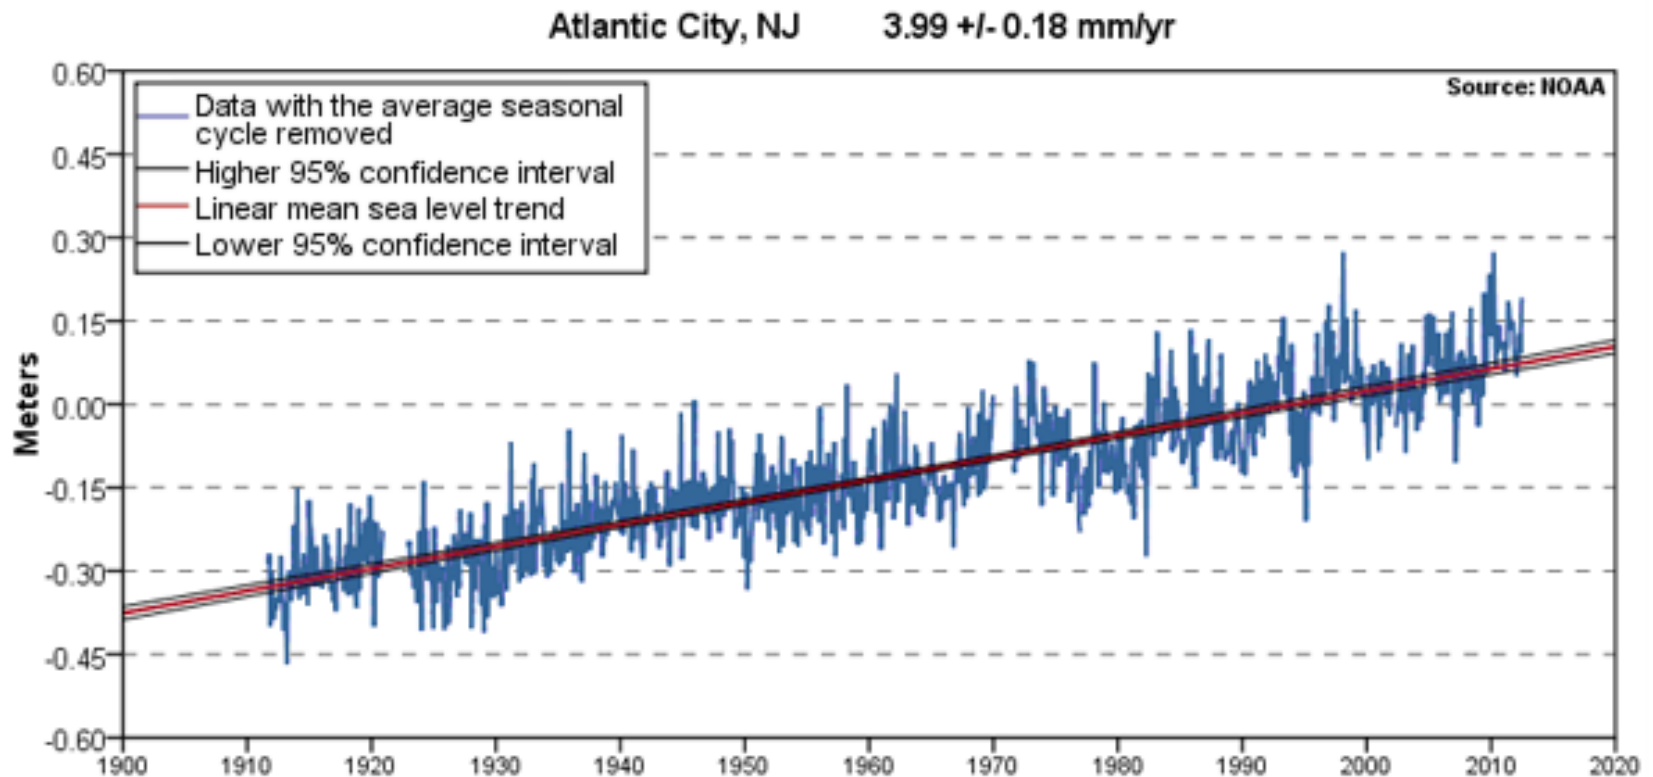 Atlantic City, NJ 3.99 +/- 0.18 mm/yr
Source: NOAA
Data with the average seasonal
cycle removed
Higher 95% confidence interval
Linear mean sea level trend
Lower 95% confidence interval
Meters
0.60
0.45
0.30
0.15
0.00
-0.15
-0.30
-0.45
-0.60
1900 1910 1920 1930 1940 1950 1960 1970 1980 1990 2000 2010 2020